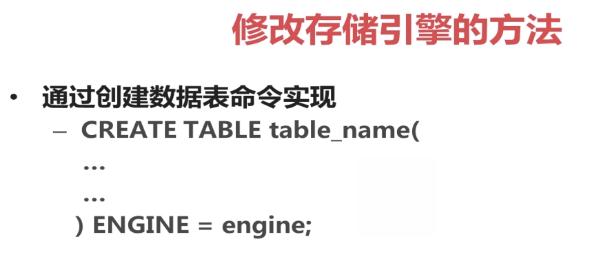 修改存储引擎的方法
• 通过创建数据表命令实现
– CREATE TABLE table_name(
...
...
) ENGINE = engine;